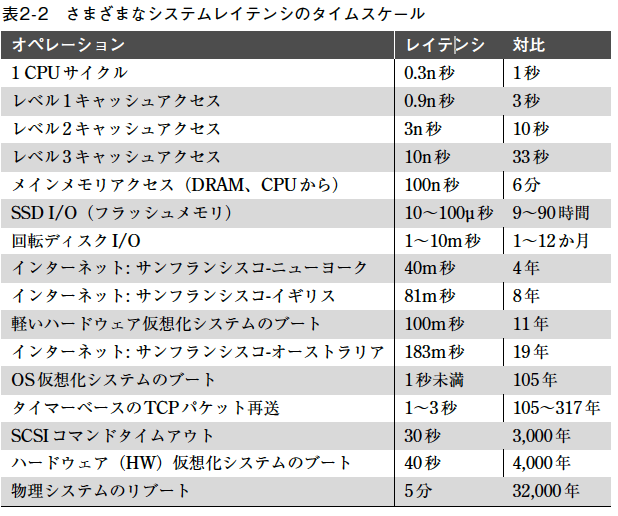 表2-2 さまざまなシステムレイテンシのタイムスケール
オペレーション レイテンシ 対比
1 CPUサイクル 0.3n秒 1秒
レベル1キャッシュアクセス 0.9n秒 3秒
レベル2キャッシュアクセス 3n秒 10秒
レベル3キャッシュアクセス 10n秒 33秒
メインメモリアクセス（DRAM、CPUから） 100n秒 6分
SSD I/O（フラッシュメモリ） 10～100μ秒 9～90時間
回転ディスクI/O 1～10m秒 1～12か月
インターネット: サンフランシスコ-ニューヨーク 40m秒 4年
インターネット: サンフランシスコ-イギリス 81m秒 8年
軽いハードウェア仮想化システムのブート 100m秒 11年
インターネット: サンフランシスコ-オーストラリア 183m秒 19年
OS仮想化システムのブート 1秒未満 105年
タイマーベースのTCPパケット再送 1～3秒 105～317年
SCSIコマンドタイムアウト 30秒 3,000年
ハードウェア（HW）仮想化システムのブート 40秒 4,000年
物理システムのリブート 5分 32,000年